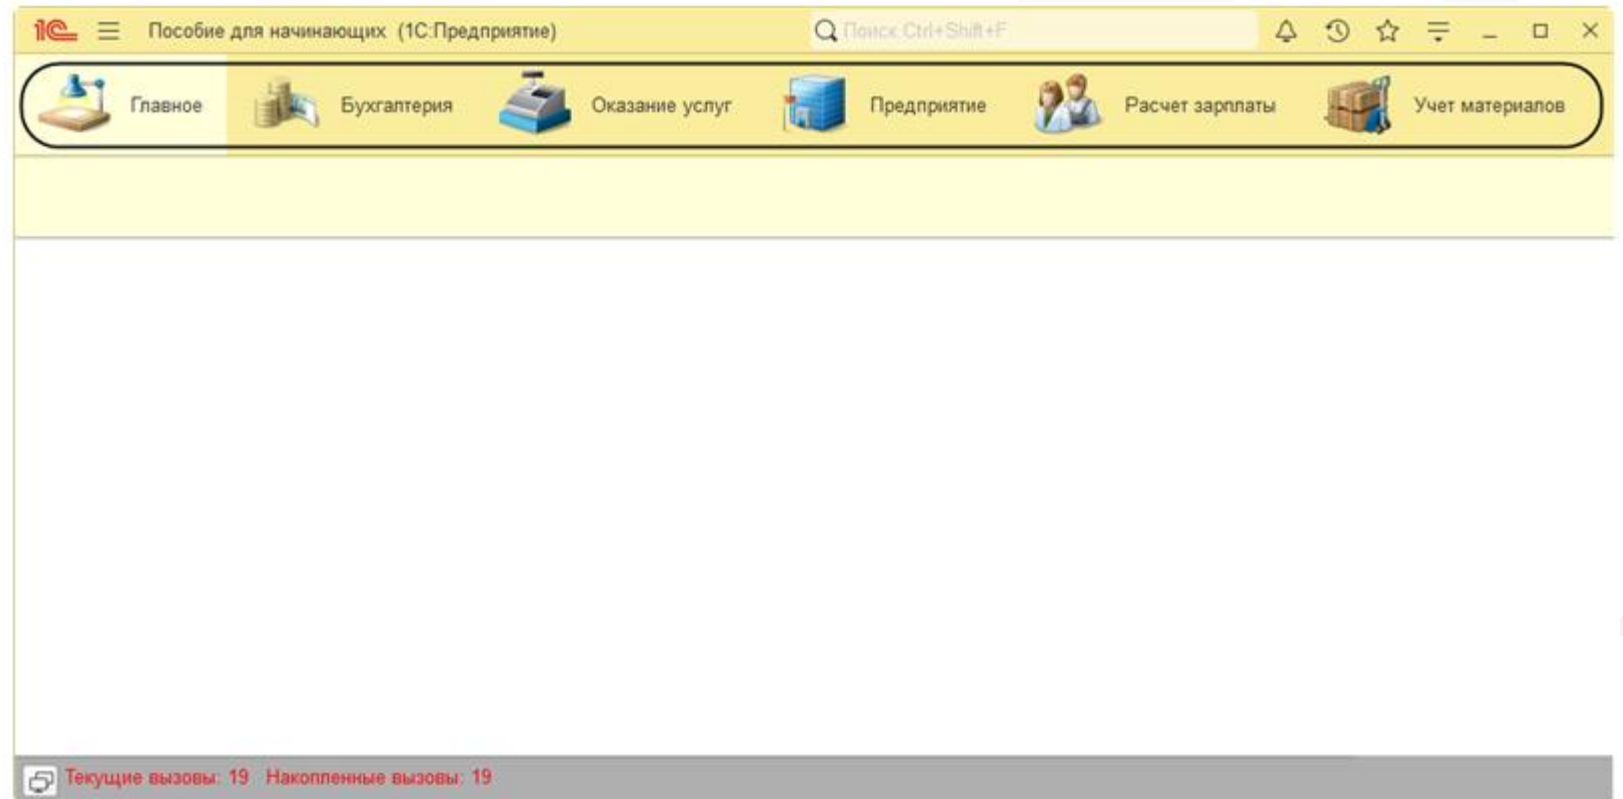 1С Пособие для начинающих (1С:Предприятие) Поиск Ctrl+Shift+F
Главное Бухгалтерия Оказание услуг Предприятие Расчет зарплаты Учет материалов
Текущие вызовы: 19 Накопленные вызовы: 19